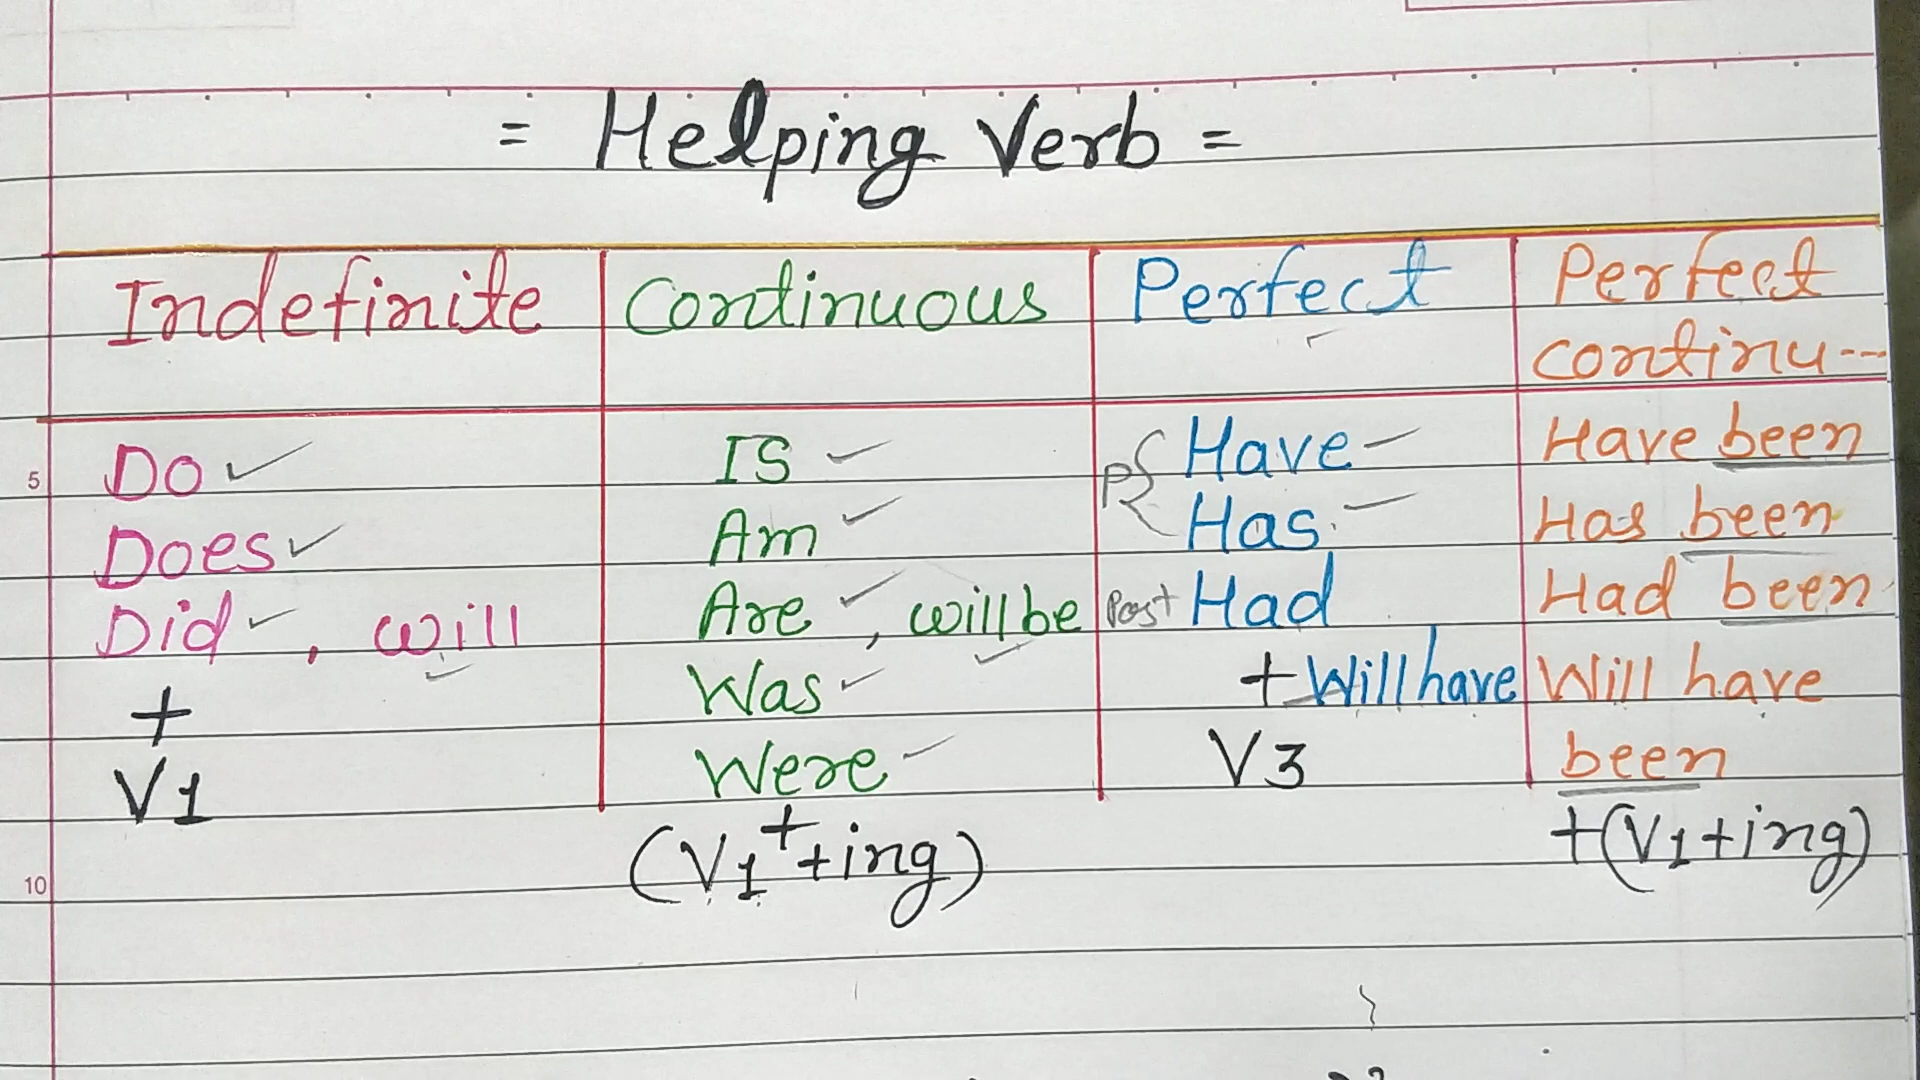 = Helping Verb =
Indefinite Continuous Perfect Perfect
continu---
Do IS Have Have been
5
Does Am Has Has been
Did, will Are, will be Past Had Had been
+ Was + Will have Will have
V1 Were V3 been
+
(V1+ing) +(V1+ing)
10